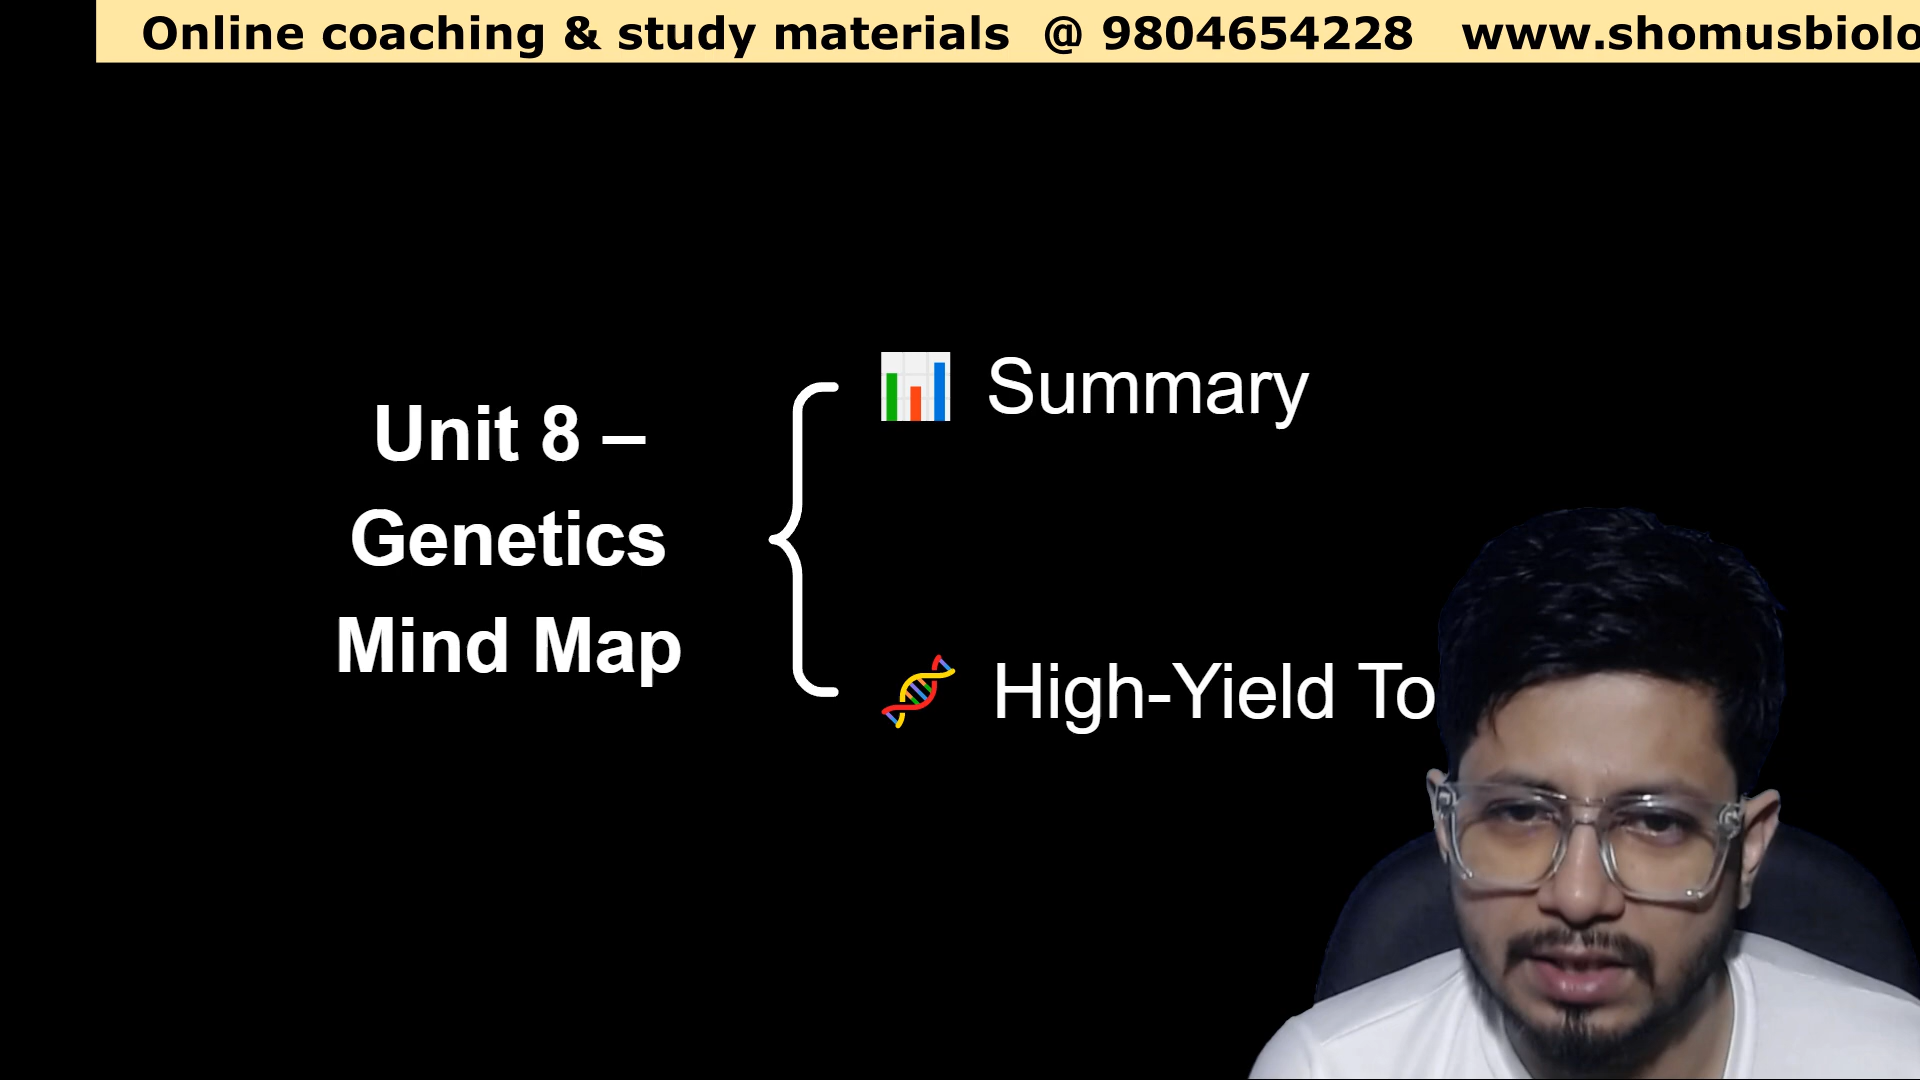 Online coaching & study materials @ 9804654228 www.shomusbiolo
Unit 8 –
Genetics
Mind Map
Summary
High-Yield To